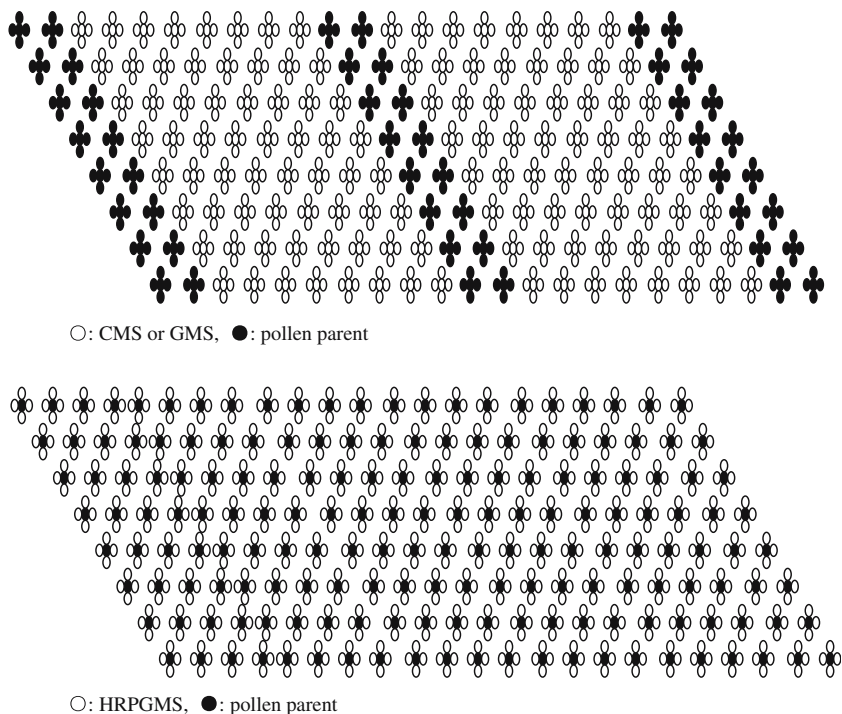 ○: CMS or GMS, ●: pollen parent
○: HRPGMS, ●: pollen parent